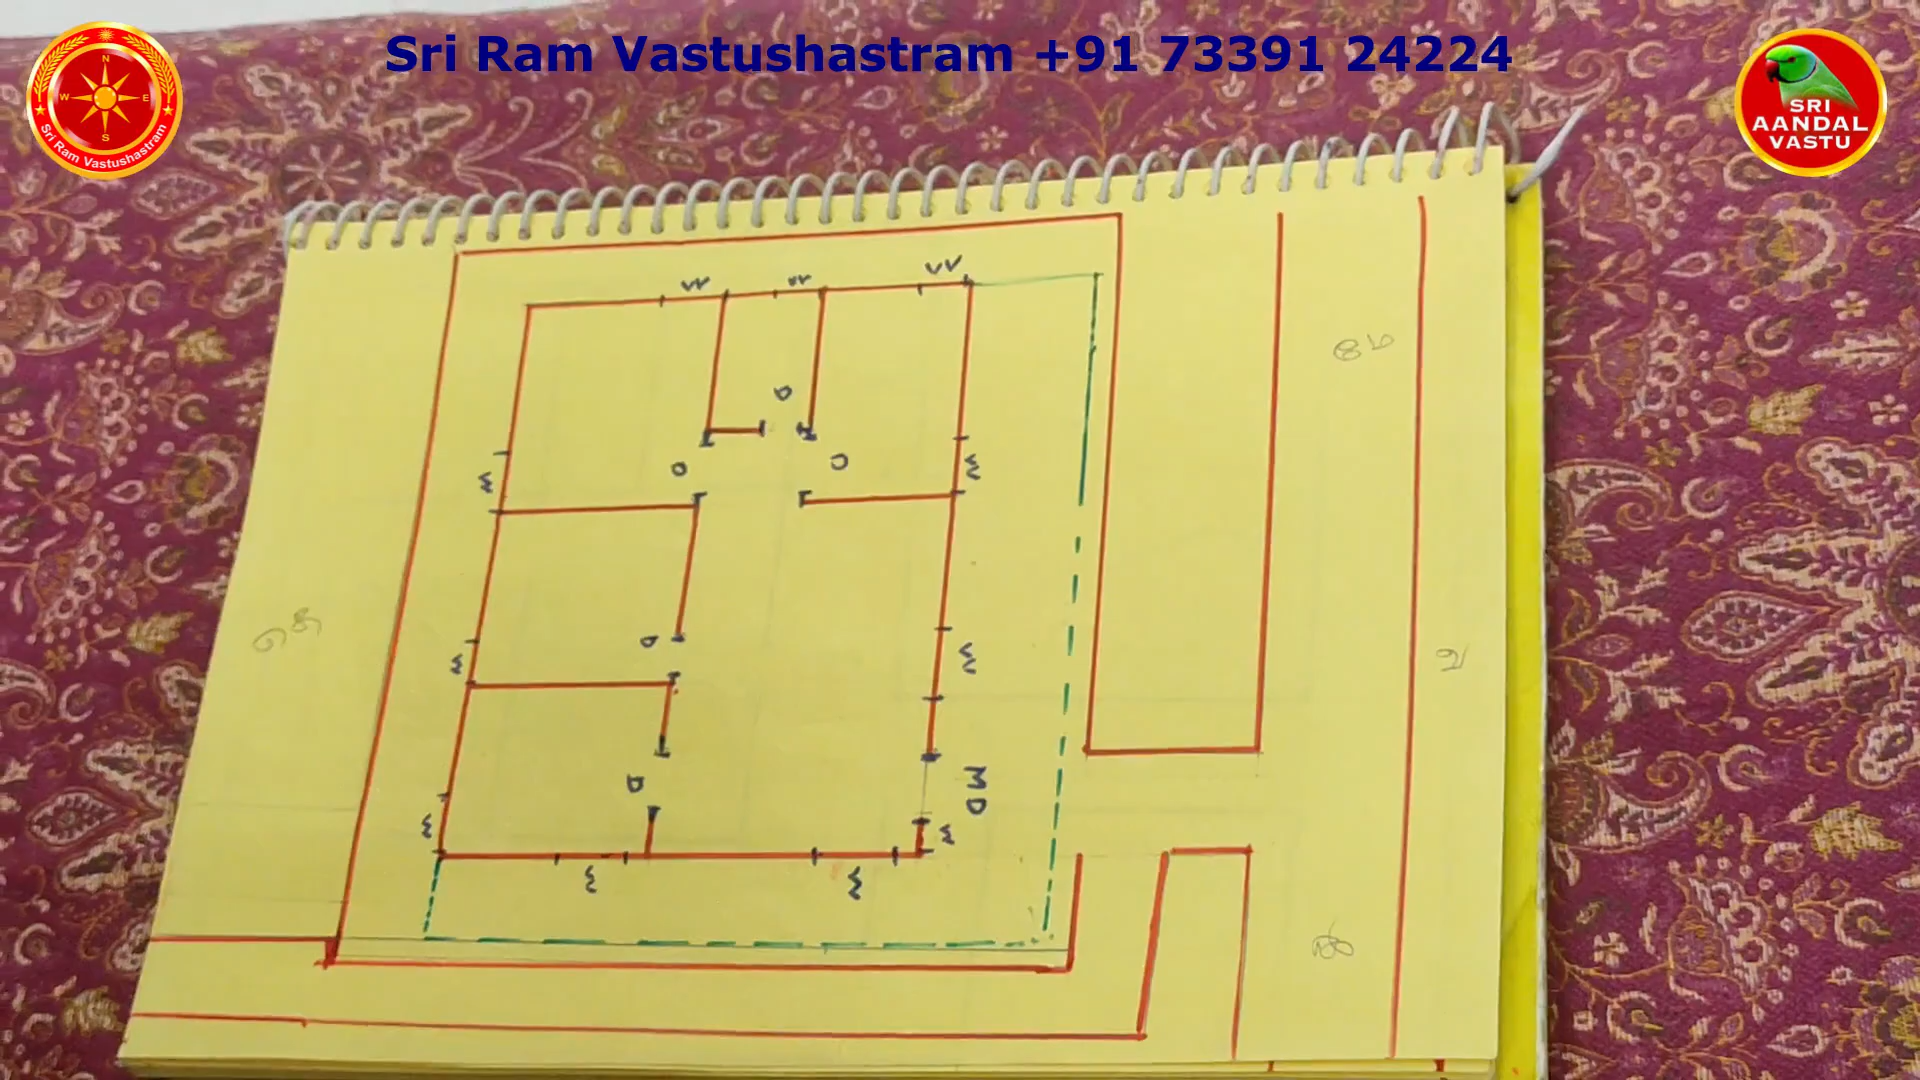 Sri Ram Vastushastram +91 73391 24224
N
W E
S
Sri Ram Vastushastram
SRI
AANDAL
VASTU
W
W
W
D
D
D
W
W
D
W
W
D
MD
W
W
W
W